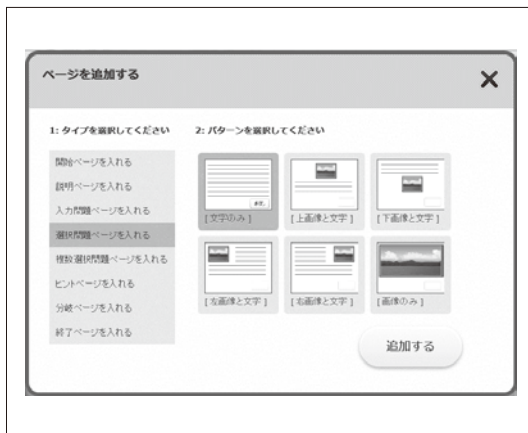 ページを追加する
1: タイプを選択してください
2: パターンを選択してください
開始ページを入れる
説明ページを入れる
入力問題ページを入れる
選択問題ページを入れる
複数選択問題ページを入れる
ヒントページを入れる
分岐ページを入れる
終了ページを入れる
[文字のみ]
[上画像と文字]
[下画像と文字]
[左画像と文字]
[右画像と文字]
[画像のみ]
追加する